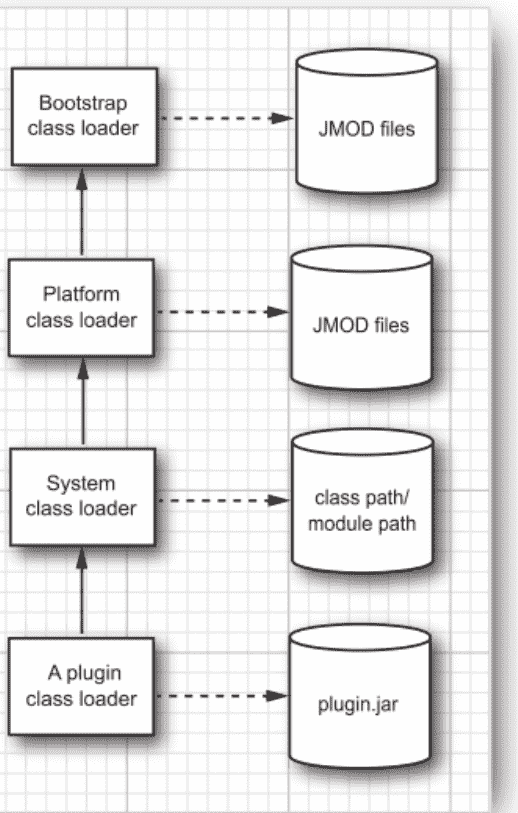 Bootstrap
class loader
JMOD files
Platform
class loader
JMOD files
System
class loader
class path/
module path
A plugin
class loader
plugin.jar